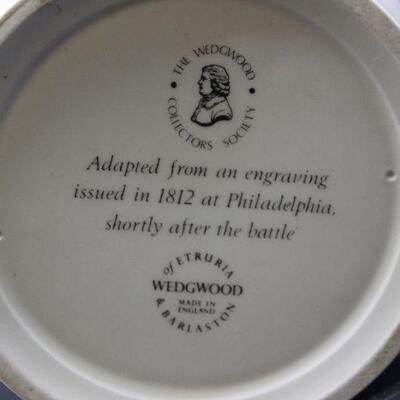 · THE WEDGWOOD ·
COLLECTORS SOCIETY
Adapted from an engraving
issued in 1812 at Philadelphia,
shortly after the battle
of ETRURIA
WEDGWOOD
MADE IN
ENGLAND
& BARLASTON